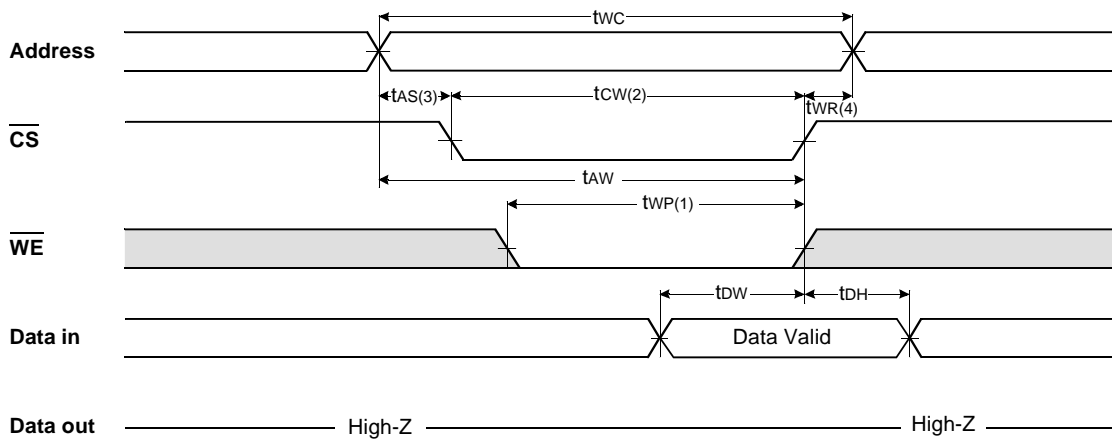 tWC
Address
tAS(3) tCW(2) tWR(4)
CS
tAW
tWP(1)
WE
tDW tDH
Data in Data Valid
Data out High-Z High-Z